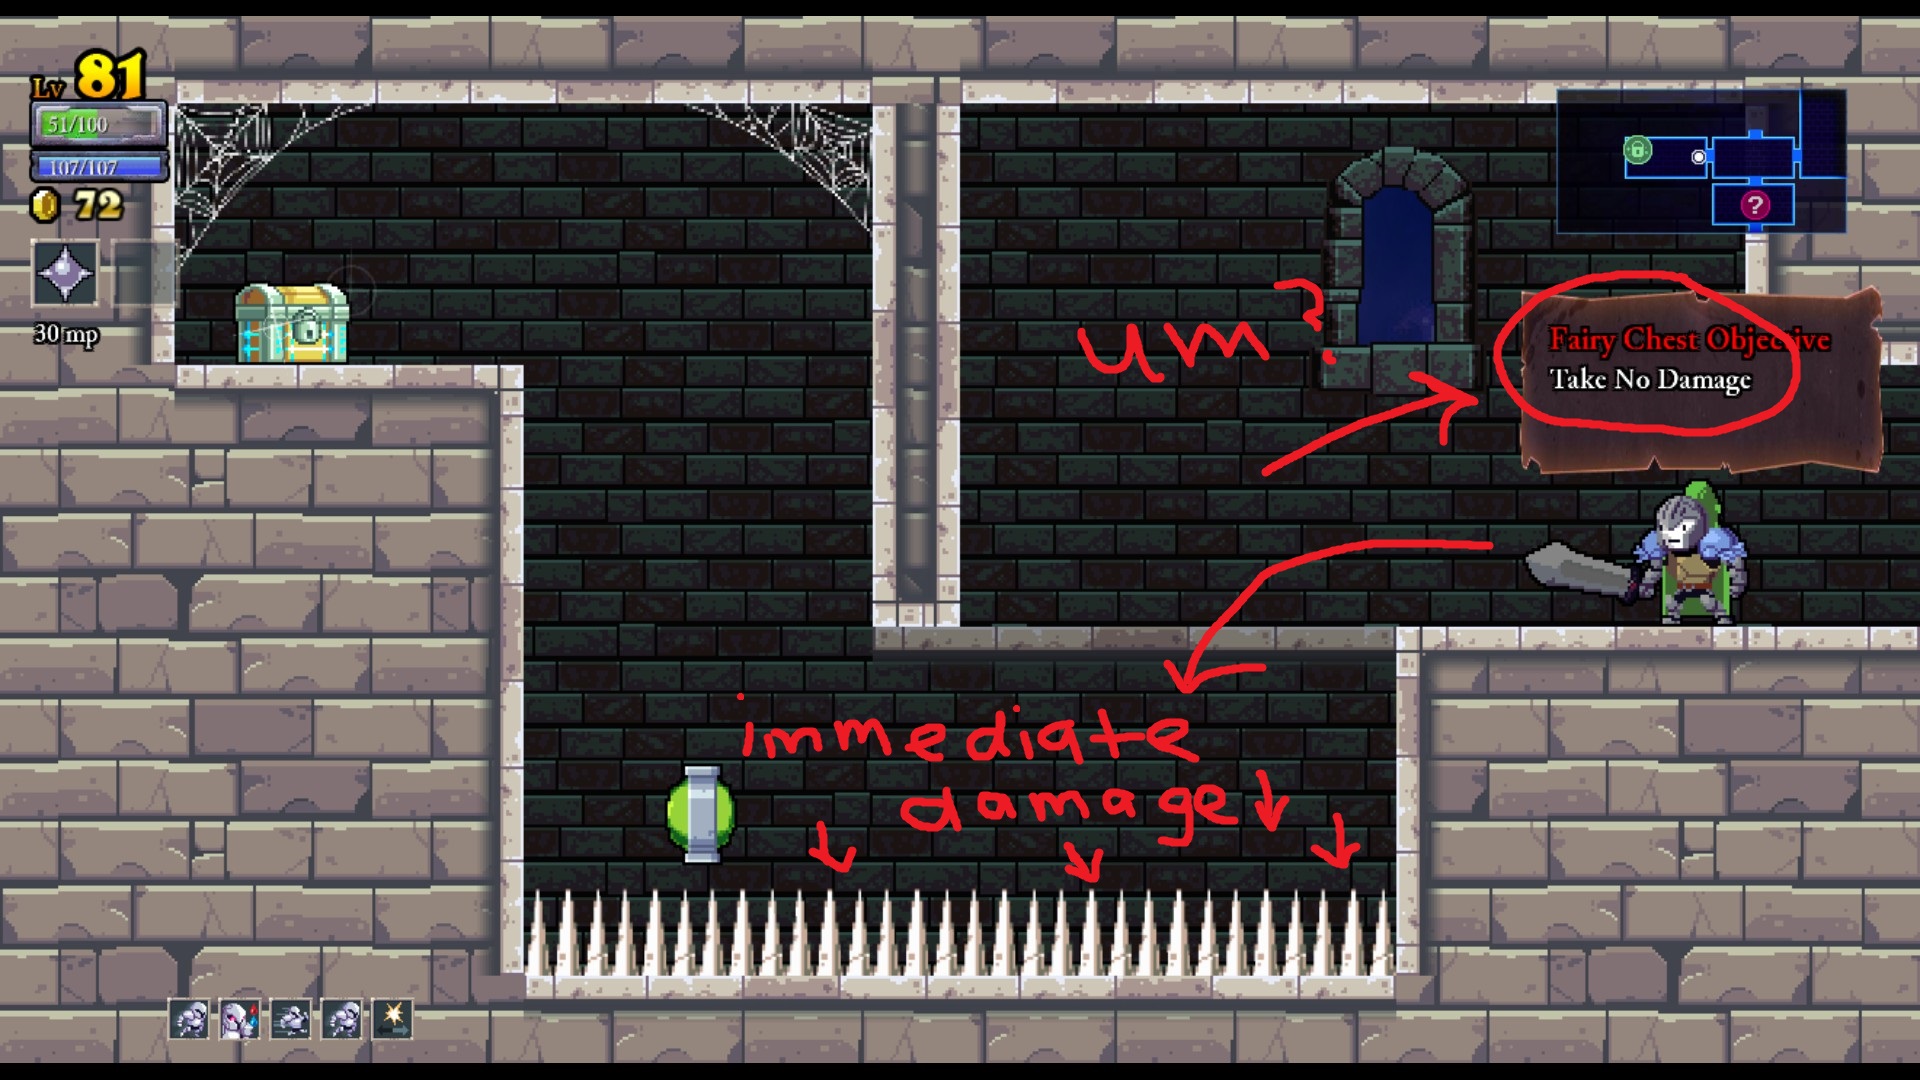 Lv 81
51/100
107/107
72
30 mp
?
um?
Fairy Chest Objective
Take No Damage
immediate
damage